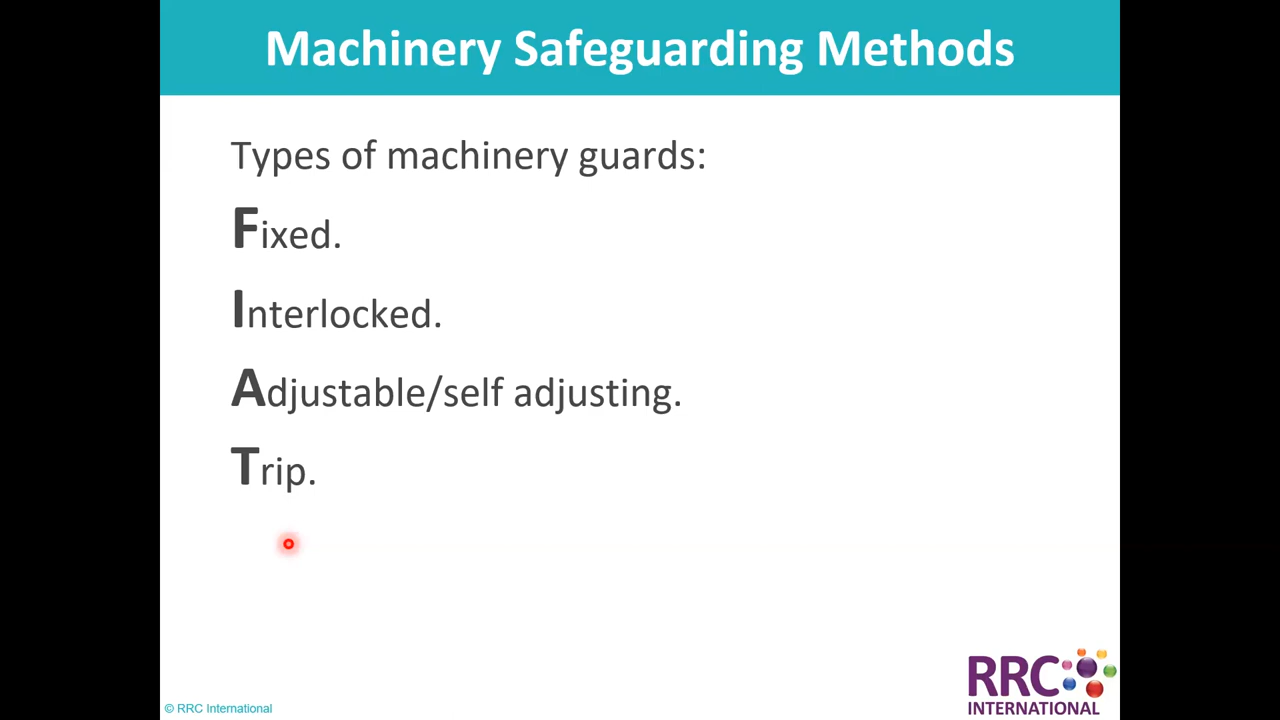 Machinery Safeguarding Methods
Types of machinery guards:
Fixed.
Interlocked.
Adjustable/self adjusting.
Trip.
RRC
INTERNATIONAL
© RRC International